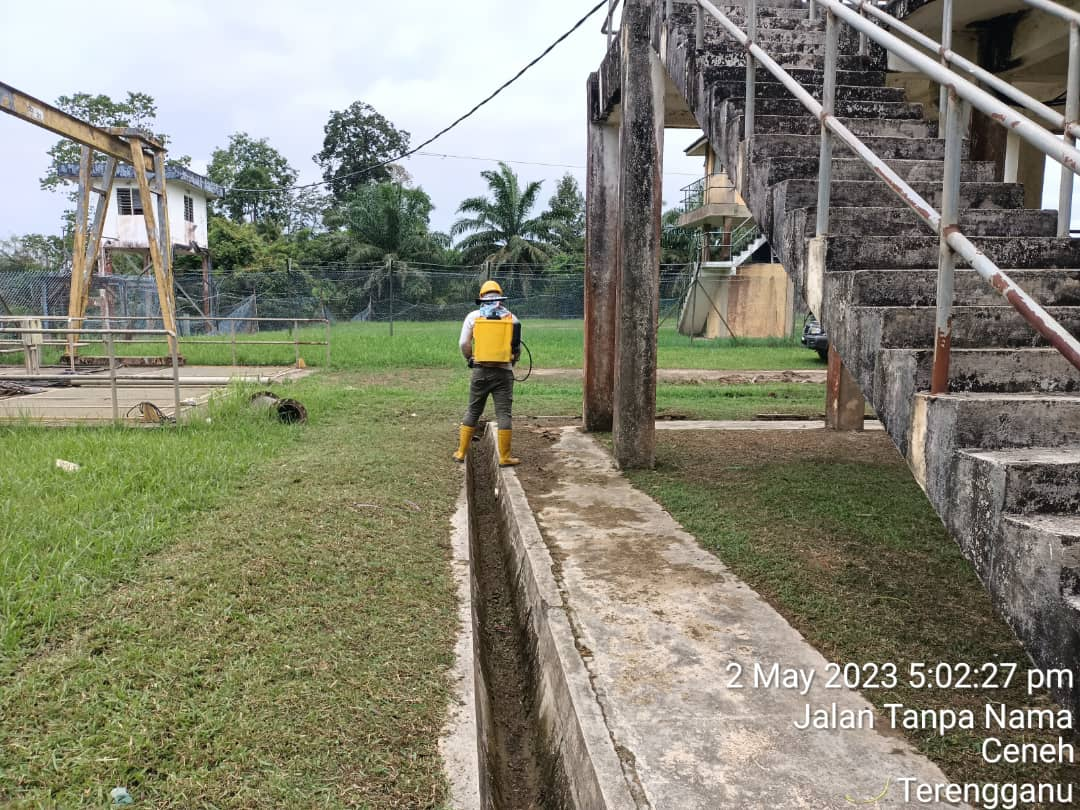 2 May 2023 5:02:27 pm
Jalan Tanpa Nama
Ceneh
Terengganu